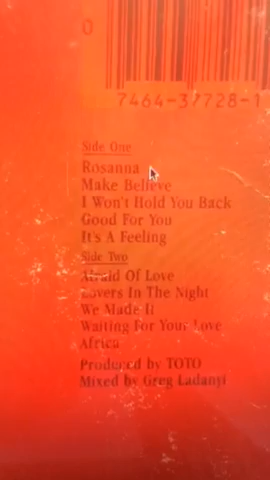 0
7464-37728-1
Side One
Rosanna
Make Believe
I Won't Hold You Back
Good For You
It's A Feeling
Side Two
Afraid Of Love
Lovers In The Night
We Made It
Waiting For Your Love
Africa
Produced by TOTO
Mixed by Greg Ladanyi